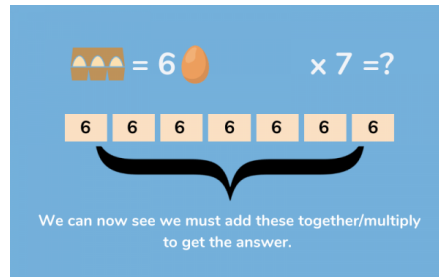 = 6 x 7 =?
6 6 6 6 6 6 6
We can now see we must add these together/multiply
to get the answer.